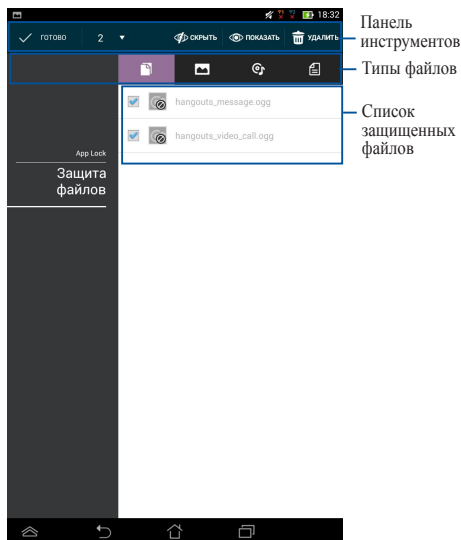 18:32
ГОТОВО 2 СКРЫТЬ ПОКАЗАТЬ УДАЛИТЬ
Панель
инструментов
Типы файлов
hangouts_message.ogg
hangouts_video_call.ogg
Список
защищенных
файлов
App Lock
Защита
файлов